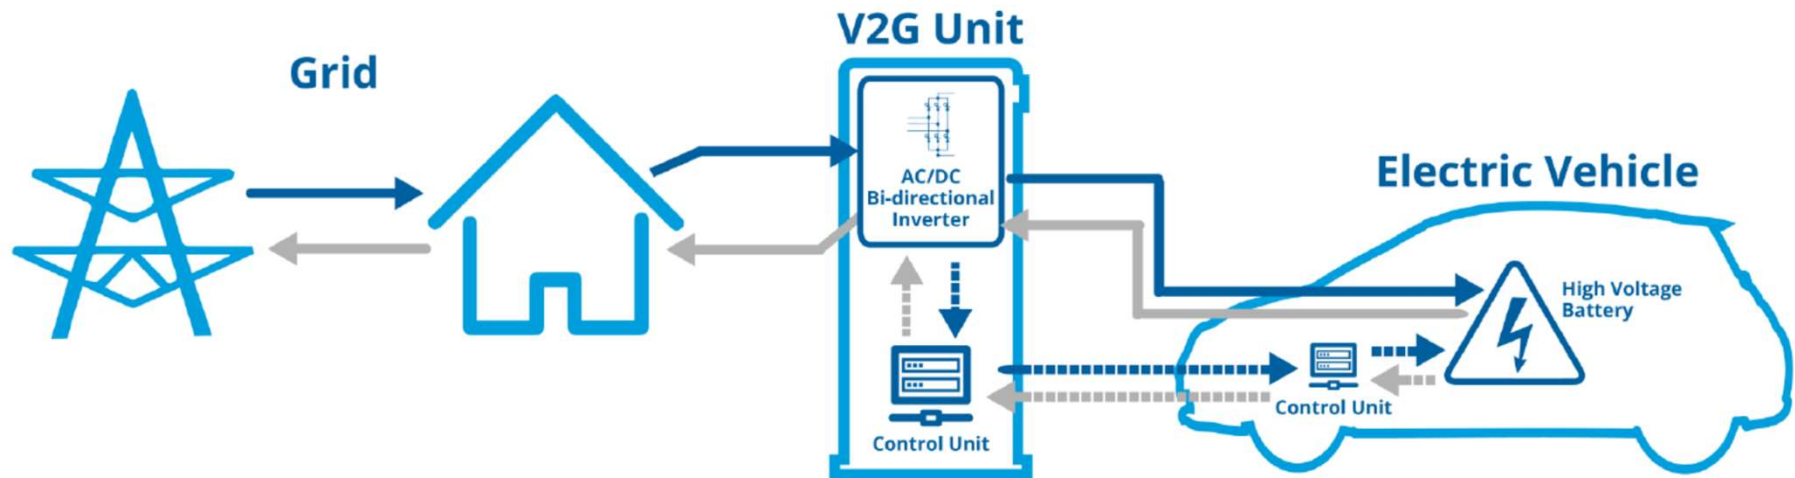 Grid
V2G Unit
AC/DC
Bi-directional
Inverter
Control Unit
Electric Vehicle
High Voltage
Battery
Control Unit